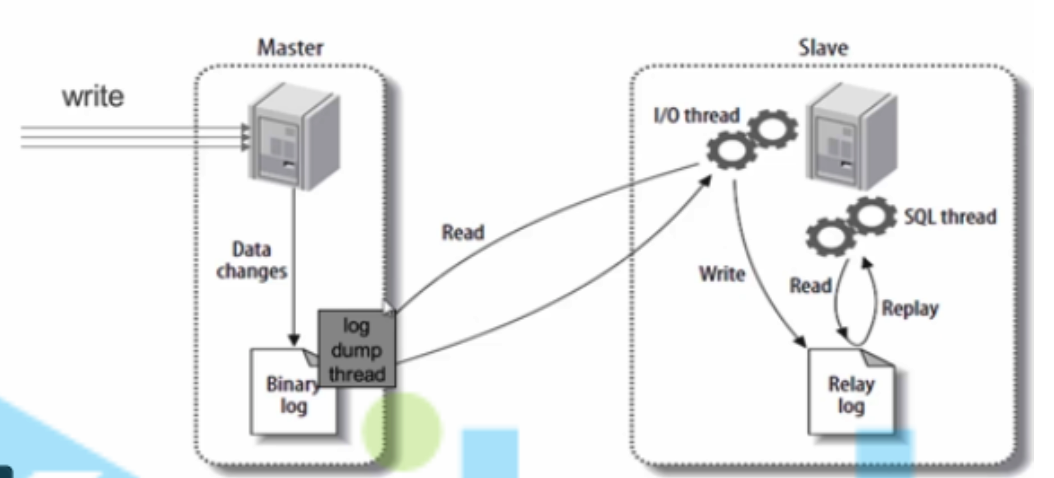 Master
Slave
write
I/O thread
SQL thread
Read
Data
changes
Write
Read
Replay
log
dump
thread
Binary
log
Relay
log